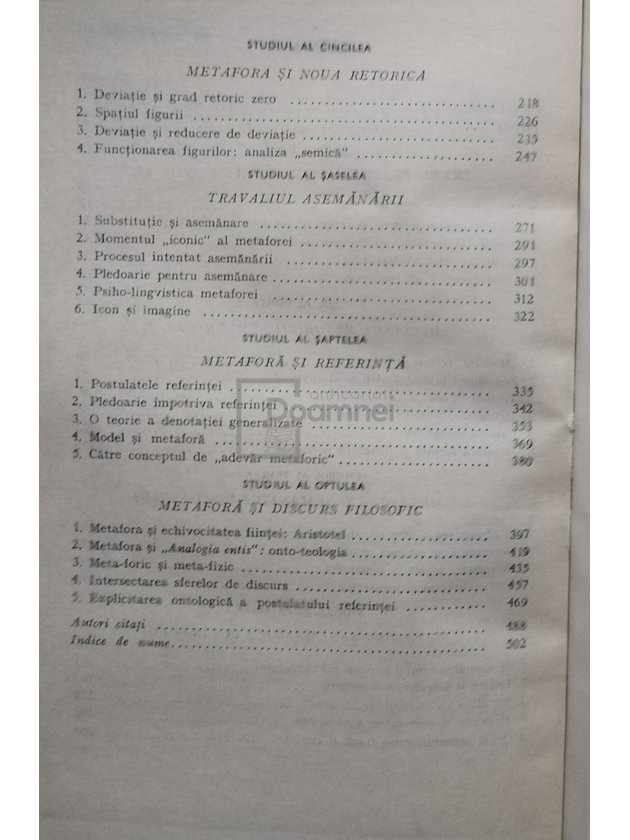 STUDIUL AL CINCILEA
METAFORA ȘI NOUA RETORICA
1. Deviație și grad retoric zero 218
2. Spațiul figurii 226
3. Deviație și reducere de deviație 235
4. Funcționarea figurilor: analiza „semică" 247
STUDIUL AL ȘASELEA
TRAVALIUL ASEMĂNĂRII
1. Substituție și asemănare 271
2. Momentul „iconic" al metaforei 291
3. Procesul intentat asemănării 297
4. Pledoarie pentru asemănare 301
5. Psiho-lingvistica metaforei 312
6. Icon și imagine 322
STUDIUL AL ȘAPTELEA
METAFORĂ ȘI REFERINȚĂ
1. Postulatele referinței 335
2. Pledoarie împotriva referinței 342
3. O teorie a denotației generalizate 353
4. Model și metaforă 369
5. Către conceptul de „adevăr metaforic" 380
anticariate
Doamnei
STUDIUL AL OPTULEA
METAFORĂ ȘI DISCURS FILOSOFIC
1. Metafora și echivocitatea ființei: Aristotel 397
2. Metafora și „Analogia entis": onto-teologia 419
3. Meta-foric și meta-fizic 435
4. Intersectarea sferelor de discurs 457
5. Explicitarea ontologică a postulatului referinței 469
Autori citați 488
Indice de nume 502